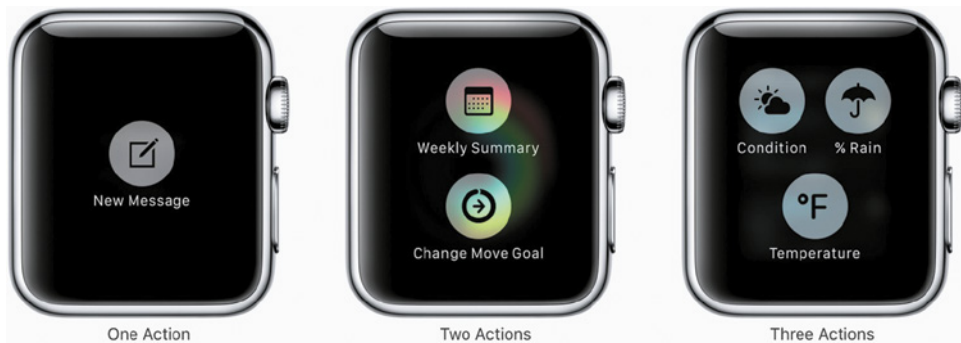 New Message
One Action
Weekly Summary
Change Move Goal
Two Actions
Condition
% Rain
°F
Temperature
Three Actions